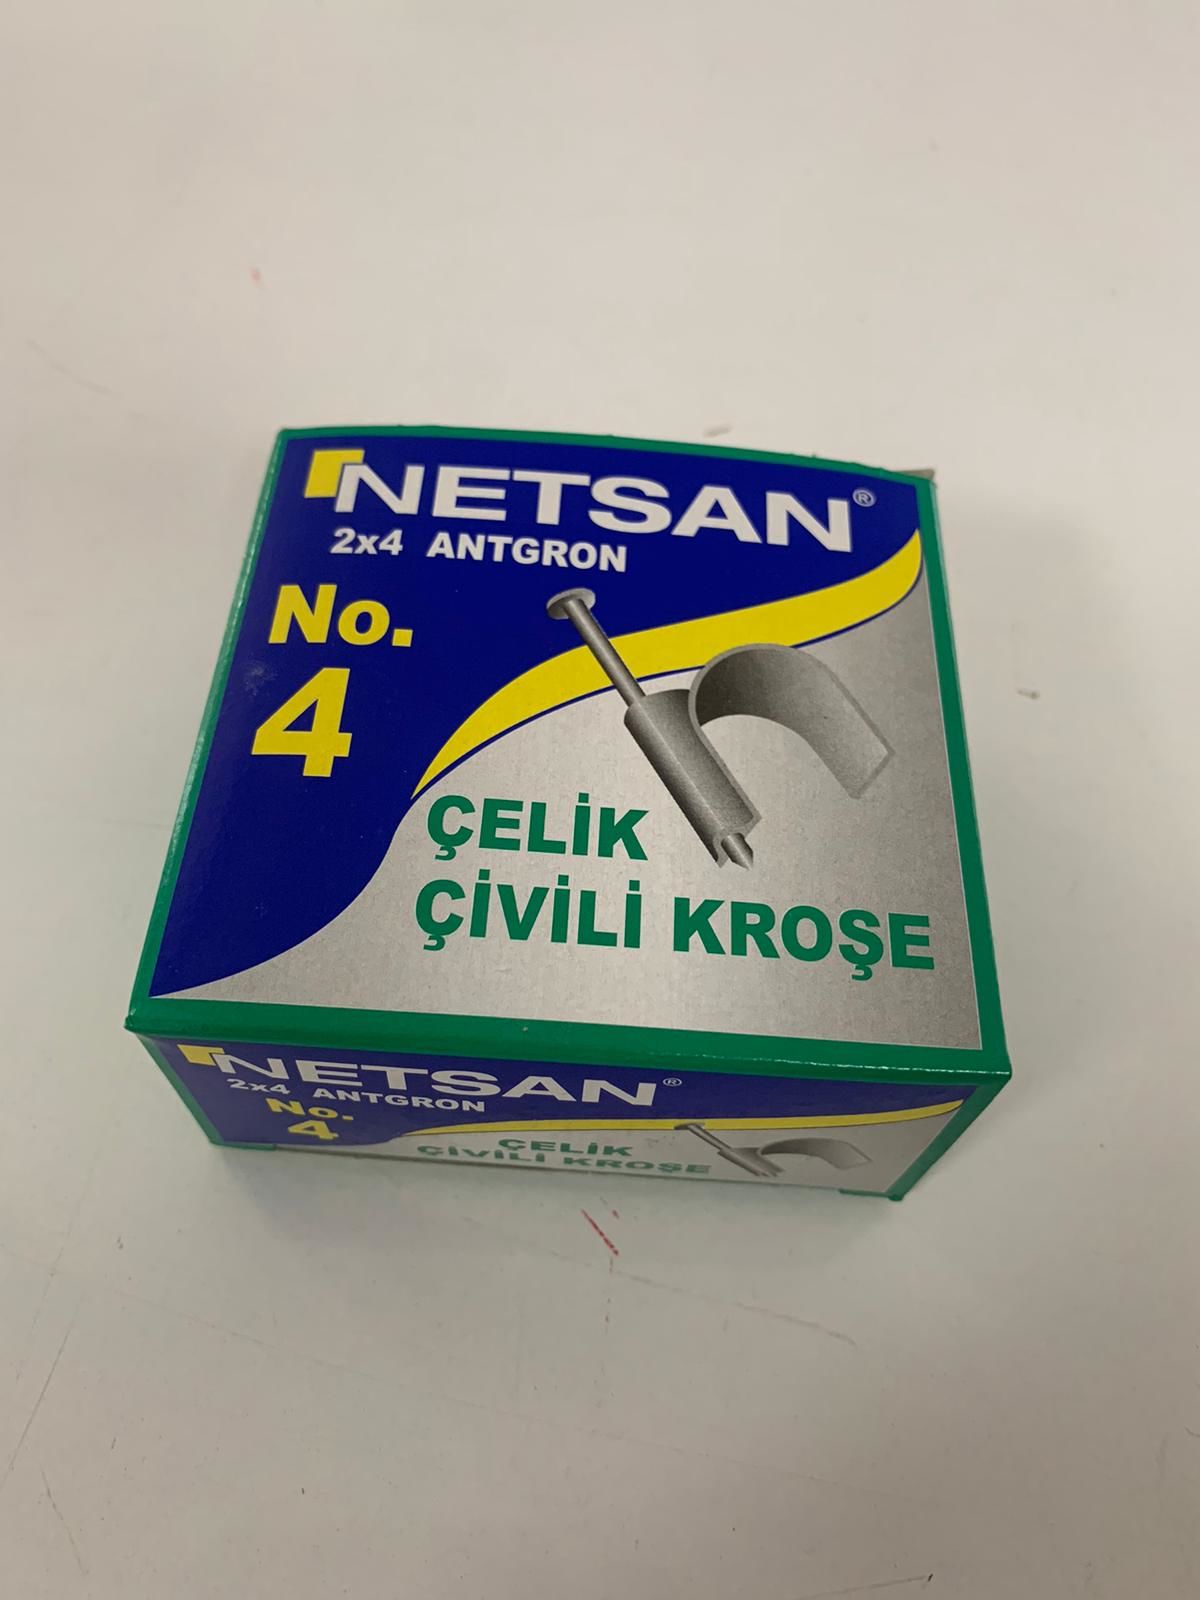 NETSAN®
2x4 ANTGRON
No.
4
ÇELİK
ÇİVİLİ KROŞE
NETSAN®
2x4 ANTGRON
No.
4
ÇELİK
ÇİVİLİ KROŞE